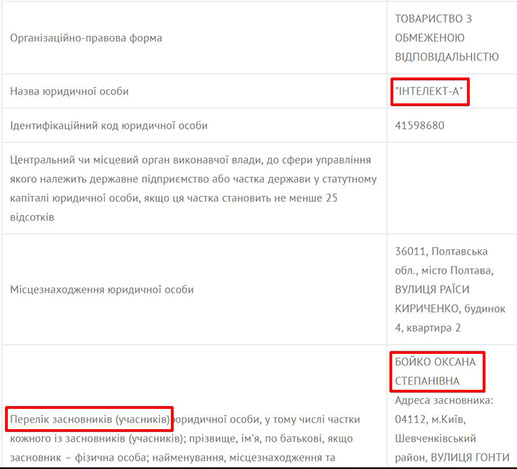 Організаційно-правова форма
ТОВАРИСТВО З
ОБМЕЖЕНОЮ
ВІДПОВІДАЛЬНІСТЮ
Назва юридичної особи
"ІНТЕЛЕКТ-А"
Ідентифікаційний код юридичної особи
41598680
Центральний чи місцевий орган виконавчої влади, до сфери управління
якого належить державне підприємство або частка держави у статутному
капіталі юридичної особи, якщо ця частка становить не менше 25
відсотків
Місцезнаходження юридичної особи
36011, Полтавська
обл., місто Полтава,
ВУЛИЦЯ РАЇСИ
КИРИЧЕНКО, будинок
4, квартира 2
Перелік засновників (учасників) юридичної особи, у тому числі частки
кожного із засновників (учасників); прізвище, ім'я, по батькові, якщо
засновник – фізична особа; найменування, місцезнаходження та
БОЙКО ОКСАНА
СТЕПАНІВНА
Адреса засновника:
04112, м.Київ,
Шевченківський
район, ВУЛИЦЯ ГОНТИ